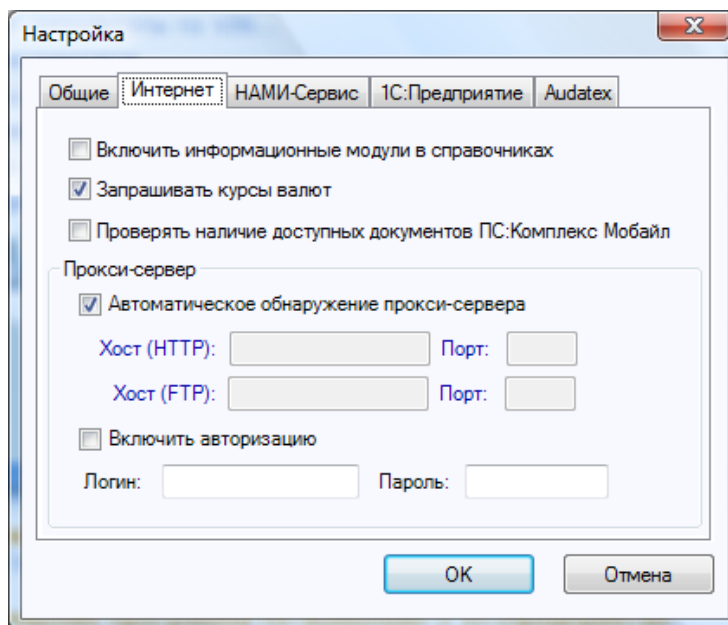 Настройка
Общие Интернет НАМИ-Сервис 1С:Предприятие Audatex
Включить информационные модули в справочниках
Запрашивать курсы валют
Проверять наличие доступных документов ПС:Комплекс Мобайл
Прокси-сервер
Автоматическое обнаружение прокси-сервера
Хост (HTTP): Порт:
Хост (FTP): Порт:
Включить авторизацию
Логин: Пароль:
ОК Отмена